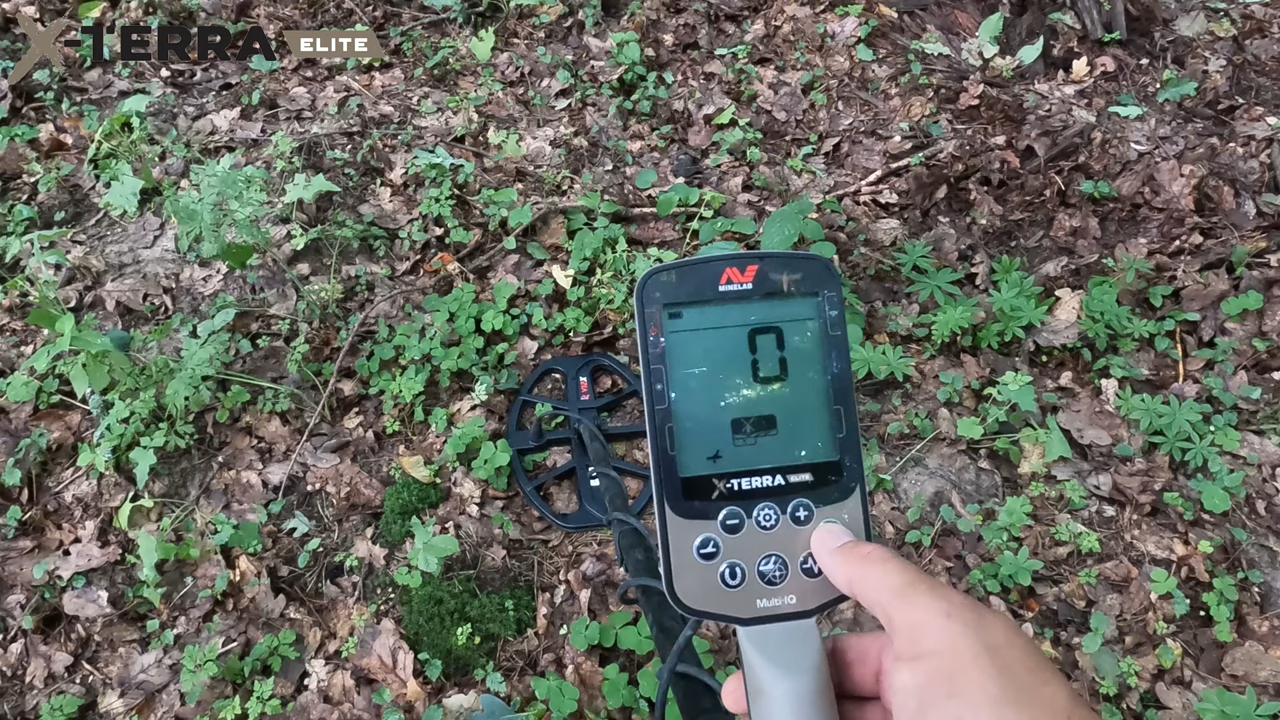 X-TERRA ELITE
MINELAB
0
X-TERRA ELITE
Multi-IQ